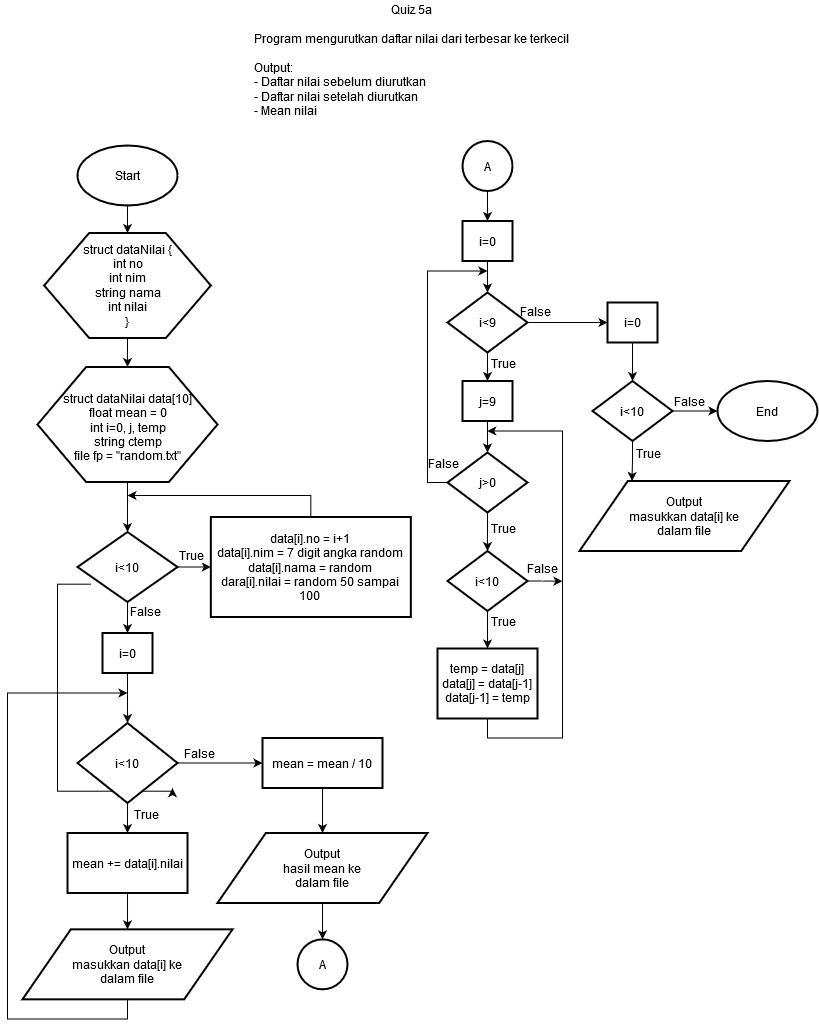 Quiz 5a
Program mengurutkan daftar nilai dari terbesar ke terkecil
Output:
- Daftar nilai sebelum diurutkan
- Daftar nilai setelah diurutkan
- Mean nilai
Start
struct dataNilai {
int no
int nim
string nama
int nilai
}
struct dataNilai data[10]
float mean = 0
int i=0, j, temp
string ctemp
file fp = "random.txt"
i<10
True
data[i].no = i+1
data[i].nim = 7 digit angka random
data[i].nama = random
dara[i].nilai = random 50 sampai
100
False
i=0
i<10
False
mean = mean / 10
True
mean += data[i].nilai
Output
masukkan data[i] ke
dalam file
Output
hasil mean ke
dalam file
A
A
i=0
i<9
False
i=0
True
j=9
i<10
False
End
True
Output
masukkan data[i] ke
dalam file
False
j>0
True
i<10
False
True
temp = data[j]
data[j] = data[j-1]
data[j-1] = temp